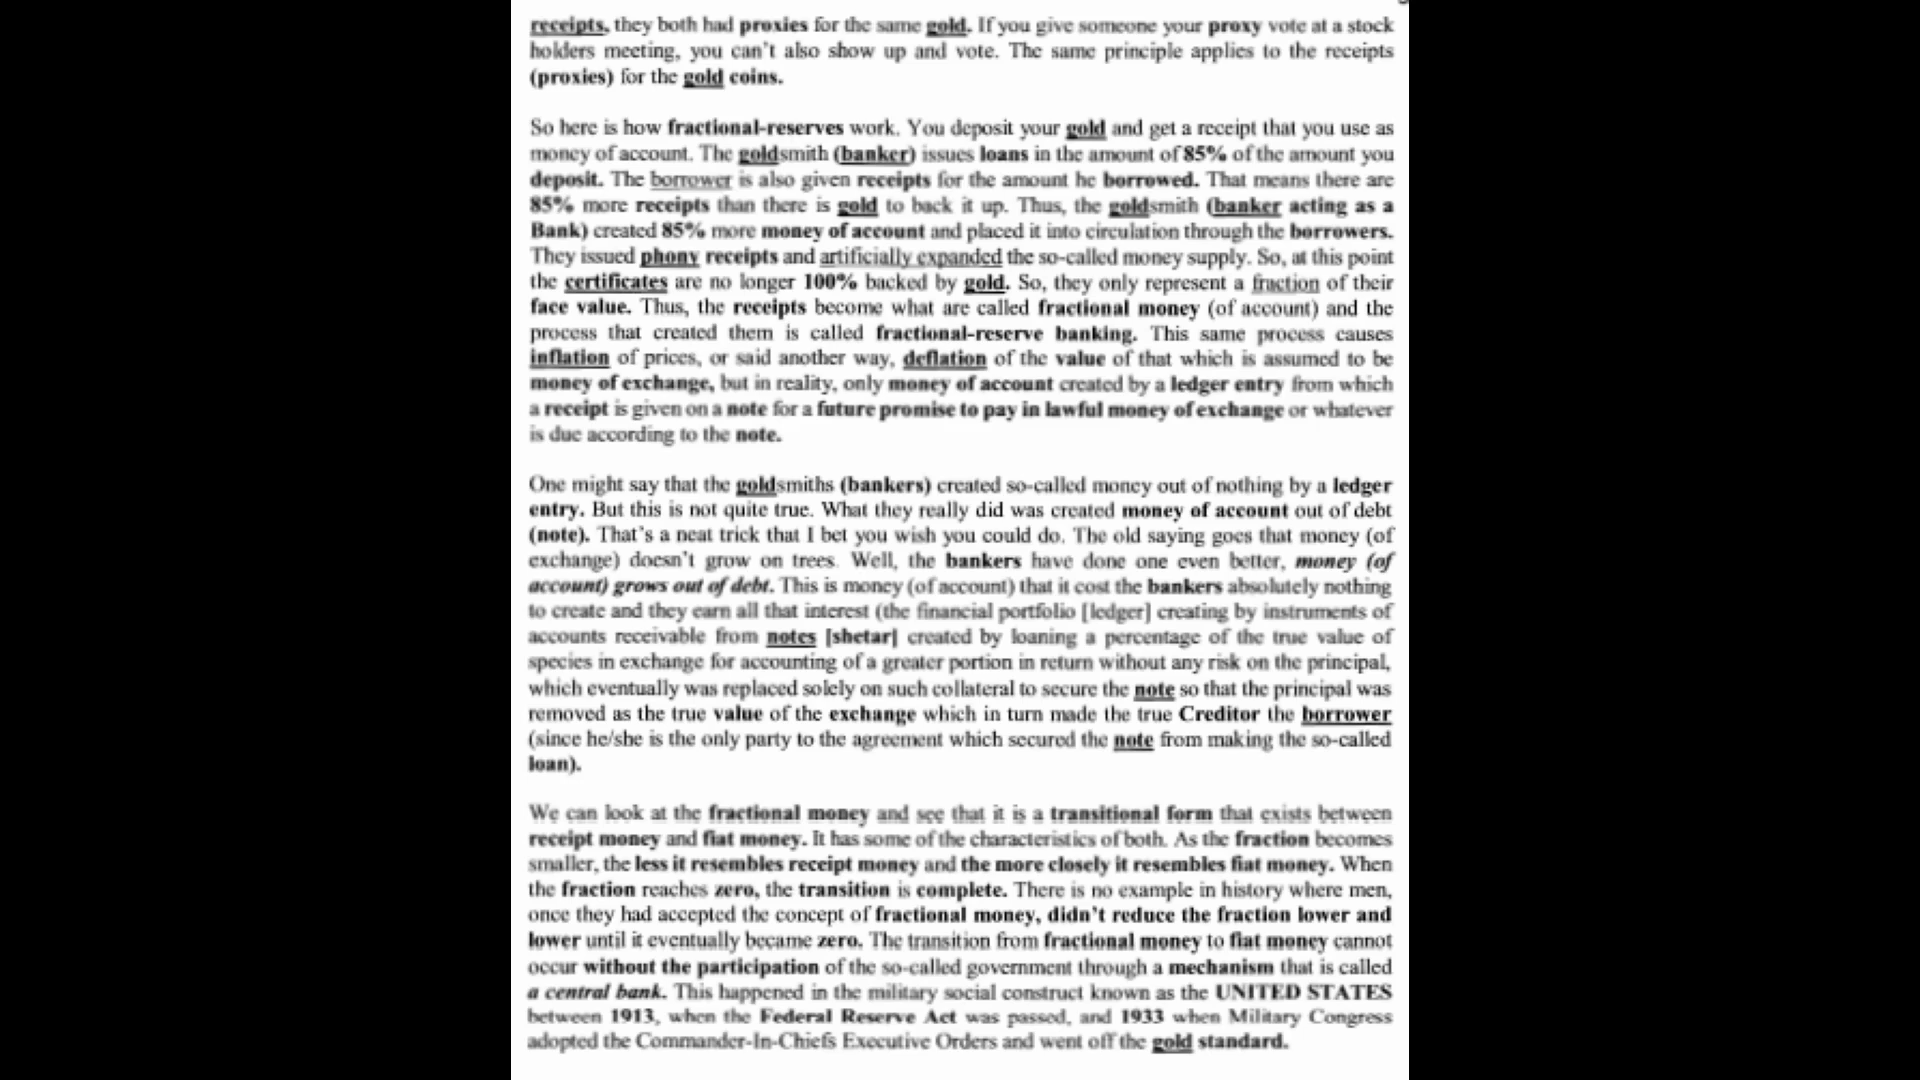 receipts, they both had proxies for the same gold. If you give someone your proxy vote at a stock
holders meeting, you can't also show up and vote. The same principle applies to the receipts
(proxies) for the gold coins.
So here is how fractional-reserves work. You deposit your gold and get a receipt that you use as
money of account. The goldsmith (banker) issues loans in the amount of 85% of the amount you
deposit. The borrower is also given receipts for the amount he borrowed. That means there are
85% more receipts than there is gold to back it up. Thus, the goldsmith (banker acting as a
Bank) created 85% more money of account and placed it into circulation through the borrowers.
They issued phony receipts and artificially expanded the so-called money supply. So, at this point
the certificates are no longer 100% backed by gold. So, they only represent a fraction of their
face value. Thus, the receipts become what are called fractional money (of account) and the
process that created them is called fractional-reserve banking. This same process causes
inflation of prices, or said another way, deflation of the value of that which is assumed to be
money of exchange, but in reality, only money of account created by a ledger entry from which
a receipt is given on a note for a future promise to pay in lawful money of exchange or whatever
is due according to the note.
One might say that the goldsmiths (bankers) created so-called money out of nothing by a ledger
entry. But this is not quite true. What they really did was created money of account out of debt
(note). That's a neat trick that I bet you wish you could do. The old saying goes that money (of
exchange) doesn't grow on trees. Well, the bankers have done one even better, money (of
account) grows out of debt. This is money (of account) that it cost the bankers absolutely nothing
to create and they earn all that interest (the financial portfolio [ledger] creating by instruments of
accounts receivable from notes [shetar] created by loaning a percentage of the true value of
species in exchange for accounting of a greater portion in return without any risk on the principal,
which eventually was replaced solely on such collateral to secure the note so that the principal was
removed as the true value of the exchange which in turn made the true Creditor the borrower
(since he/she is the only party to the agreement which secured the note from making the so-called
loan).
We can look at the fractional money and see that it is a transitional form that exists between
receipt money and fiat money. It has some of the characteristics of both. As the fraction becomes
smaller, the less it resembles receipt money and the more closely it resembles fiat money. When
the fraction reaches zero, the transition is complete. There is no example in history where men,
once they had accepted the concept of fractional money, didn't reduce the fraction lower and
lower until it eventually became zero. The transition from fractional money to fiat money cannot
occur without the participation of the so-called government through a mechanism that is called
a central bank. This happened in the military social construct known as the UNITED STATES
between 1913, when the Federal Reserve Act was passed, and 1933 when Military Congress
adopted the Commander-In-Chiefs Executive Orders and went off the gold standard.